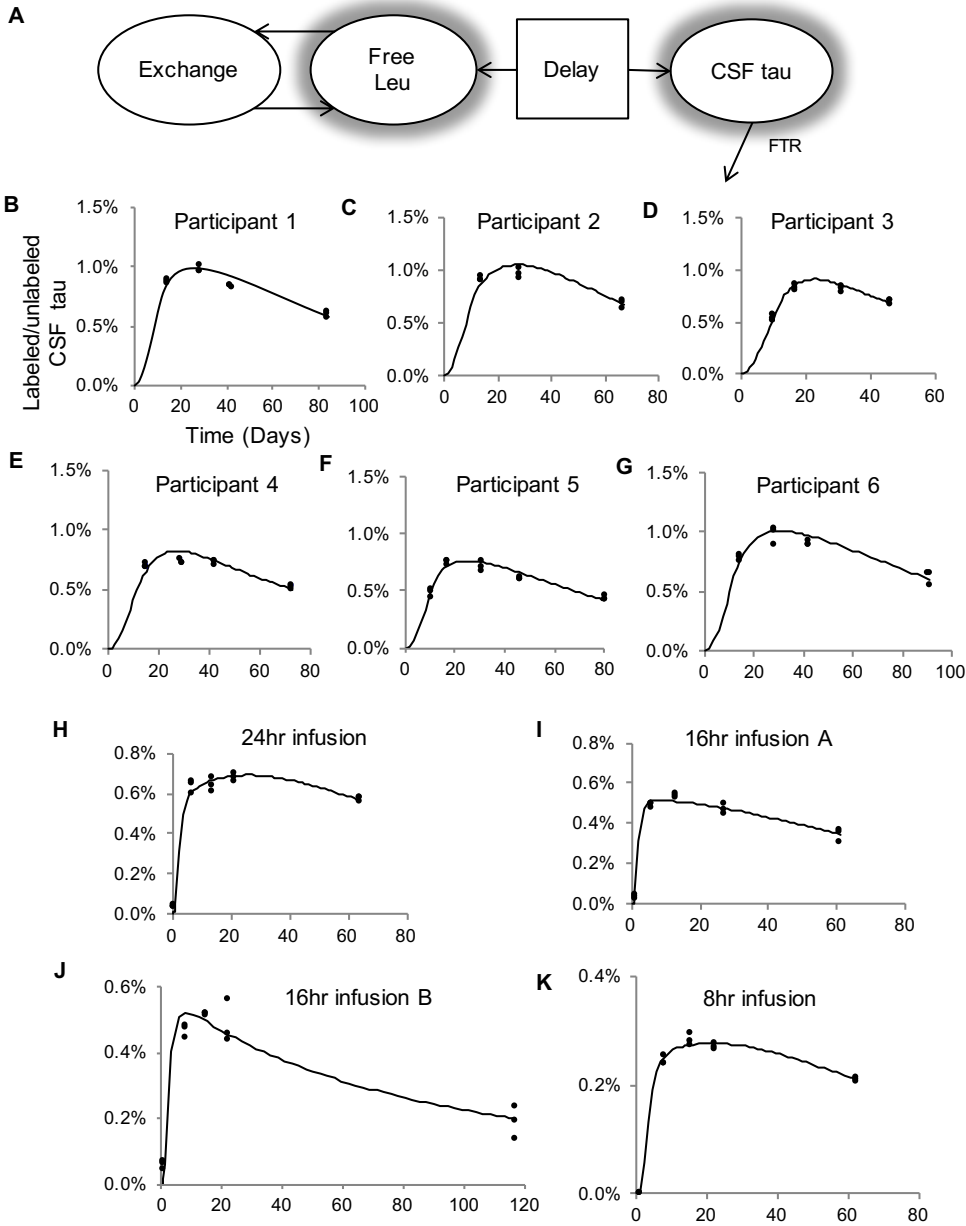 A
Exchange
Free
Leu
Delay
CSF tau
FTR
B
Participant 1
Labeled/unlabeled
CSF tau
1.5%
1.0%
0.5%
0.0%
0 20 40 60 80 100
Time (Days)
C
Participant 2
1.5%
1.0%
0.5%
0.0%
0 20 40 60 80
D
Participant 3
1.5%
1.0%
0.5%
0.0%
0 20 40 60
E
Participant 4
1.5%
1.0%
0.5%
0.0%
0 20 40 60 80
F
Participant 5
1.5%
1.0%
0.5%
0.0%
0 20 40 60 80
G
Participant 6
1.5%
1.0%
0.5%
0.0%
0 20 40 60 80 100
H
24hr infusion
0.8%
0.6%
0.4%
0.2%
0.0%
0 20 40 60 80
I
16hr infusion A
0.8%
0.6%
0.4%
0.2%
0.0%
0 20 40 60 80
J
16hr infusion B
0.6%
0.4%
0.2%
0.0%
0 20 40 60 80 100 120
K
8hr infusion
0.4%
0.2%
0.0%
0 20 40 60 80